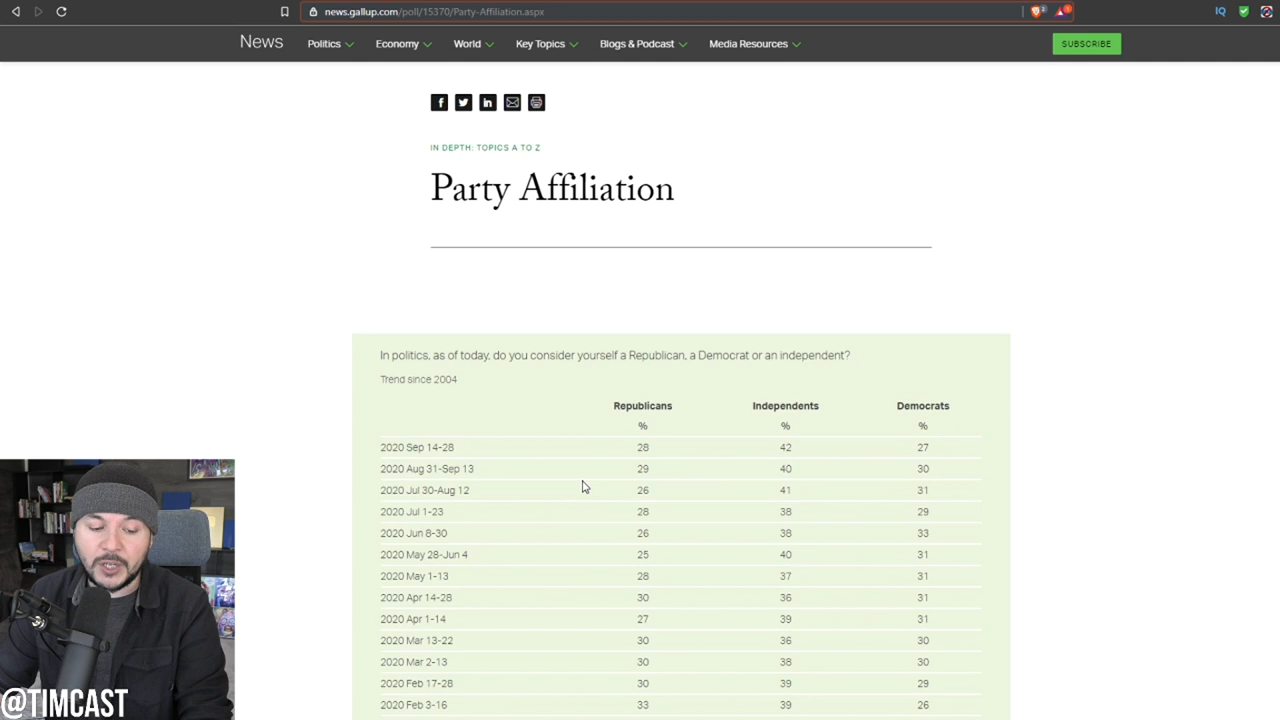 news.gallup.com/poll/15370/Party-Affiliation.aspx
IQ
News Politics Economy World Key Topics Blogs & Podcast Media Resources SUBSCRIBE
IN DEPTH: TOPICS A TO Z
Party Affiliation
In politics, as of today, do you consider yourself a Republican, a Democrat or an independent?
Trend since 2004
Republicans Independents Democrats
% % %
2020 Sep 14-28 28 42 27
2020 Aug 31-Sep 13 29 40 30
2020 Jul 30-Aug 12 26 41 31
2020 Jul 1-23 28 38 29
2020 Jun 8-30 26 38 33
2020 May 28-Jun 4 25 40 31
2020 May 1-13 28 37 31
2020 Apr 14-28 30 36 31
2020 Apr 1-14 27 39 31
2020 Mar 13-22 30 36 30
2020 Mar 2-13 30 38 30
2020 Feb 17-28 30 39 29
2020 Feb 3-16 33 39 26
@TIMCAST